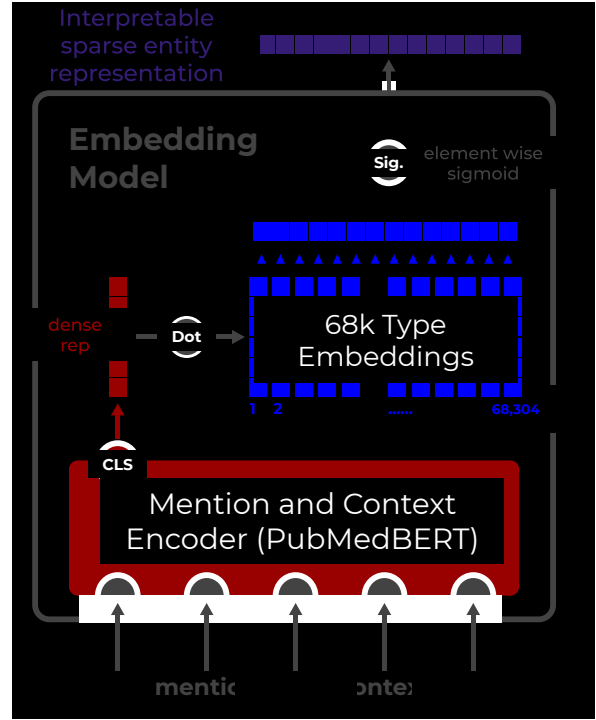 Interpretable
sparse entity
representation
Embedding
Model
Sig.
element wise
sigmoid
dense
rep
Dot
68k Type
Embeddings
1 2 ...... 68,304
CLS
Mention and Context
Encoder (PubMedBERT)